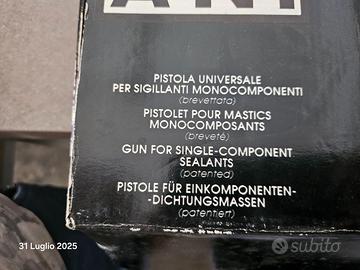 ANI
PISTOLA UNIVERSALE
PER SIGILLANTI MONOCOMPONENTI
(brevettata)
PISTOLET POUR MASTICS
MONOCOMPOSANTS
(breveté)
GUN FOR SINGLE-COMPONENT
SEALANTS
(patented)
PISTOLE FÜR EINKOMPONENTEN-
-DICHTUNGSMASSEN
(patentiert)
31 Luglio 2025
subito